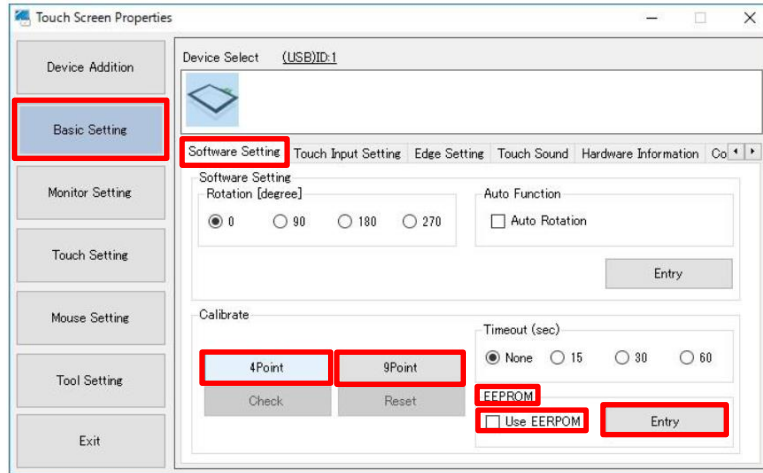 Touch Screen Properties
Device Addition
Basic Setting
Monitor Setting
Touch Setting
Mouse Setting
Tool Setting
Exit
Device Select (USB)ID:1
Software Setting Touch Input Setting Edge Setting Touch Sound Hardware Information Co
Software Setting
Rotation [degree]
0 90 180 270
Auto Function
Auto Rotation
Entry
Calibrate
4Point 9Point
Check Reset
Timeout (sec)
None 15 30 60
EEPROM
Use EERPOM Entry